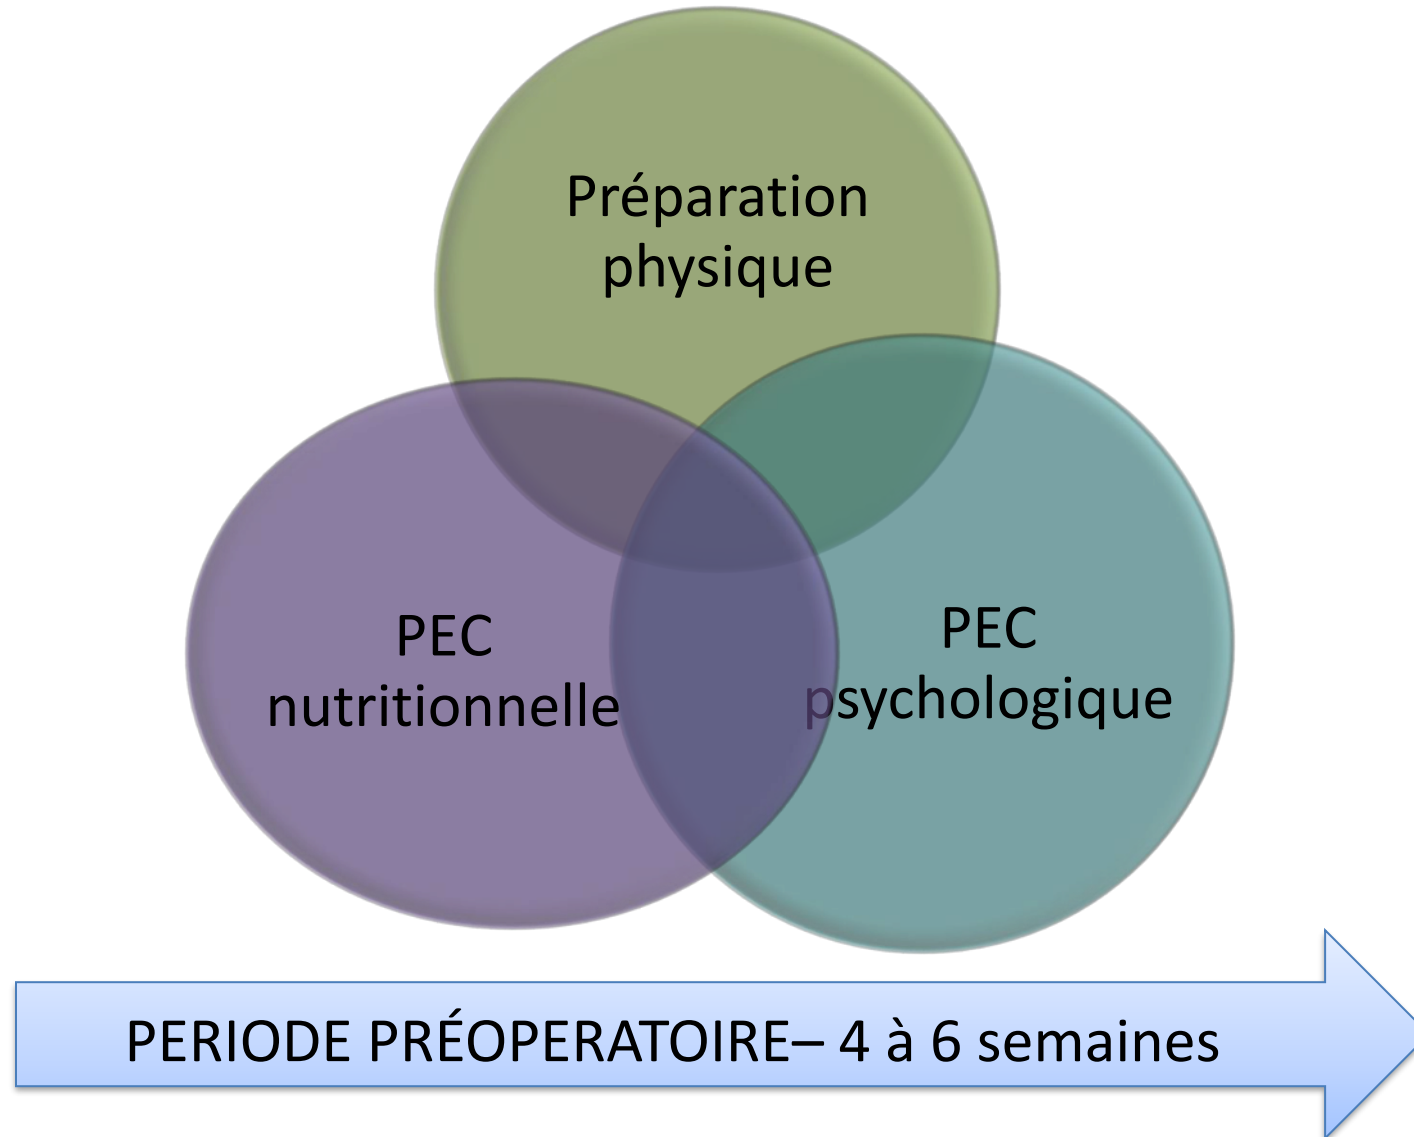 Préparation
physique
PEC
nutritionnelle
PEC
psychologique
PERIODE PRÉOPERATOIRE– 4 à 6 semaines